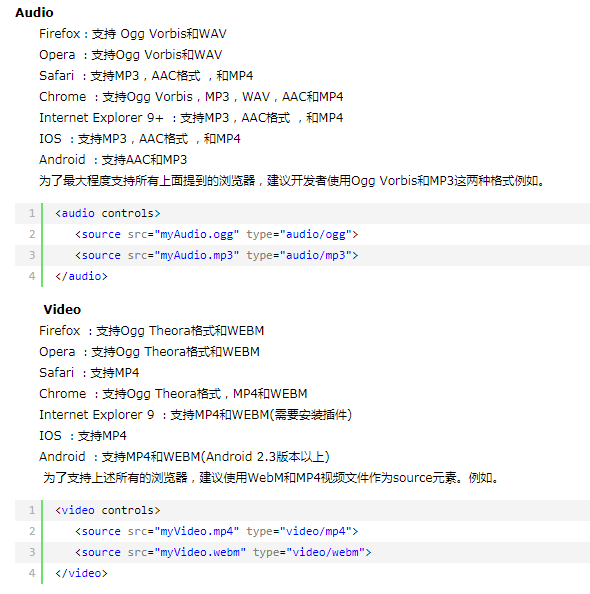 Audio
Firefox：支持 Ogg Vorbis和WAV
Opera ：支持Ogg Vorbis和WAV
Safari ：支持MP3，AAC格式 ，和MP4
Chrome ：支持Ogg Vorbis，MP3，WAV，AAC和MP4
Internet Explorer 9+ ：支持MP3，AAC格式 ，和MP4
IOS ：支持MP3，AAC格式 ，和MP4
Android ：支持AAC和MP3
为了最大程度支持所有上面提到的浏览器，建议开发者使用Ogg Vorbis和MP3这两种格式例如。
1 <audio controls>
2 <source src="myAudio.ogg" type="audio/ogg">
3 <source src="myAudio.mp3" type="audio/mp3">
4 </audio>
Video
Firefox ：支持Ogg Theora格式和WEBM
Opera ：支持Ogg Theora格式和WEBM
Safari ：支持MP4
Chrome ：支持Ogg Theora格式，MP4和WEBM
Internet Explorer 9 ：支持MP4和WEBM(需要安装插件)
IOS ：支持MP4
Android ：支持MP4和WEBM(Android 2.3版本以上)
为了支持上述所有的浏览器，建议使用WebM和MP4视频文件作为source元素。例如。
1 <video controls>
2 <source src="myVideo.mp4" type="video/mp4">
3 <source src="myVideo.webm" type="video/webm">
4 </video>